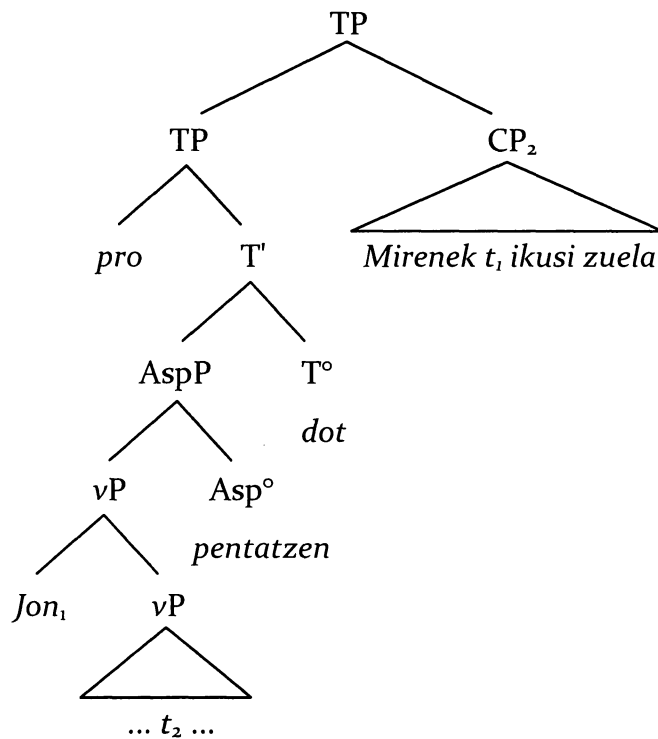 TP
TP CP₂
pro T' Mirenek t₁ ikusi zuela
AspP T°
dot
vP Asp°
pentatzen
Jon₁ vP
... t₂ ...